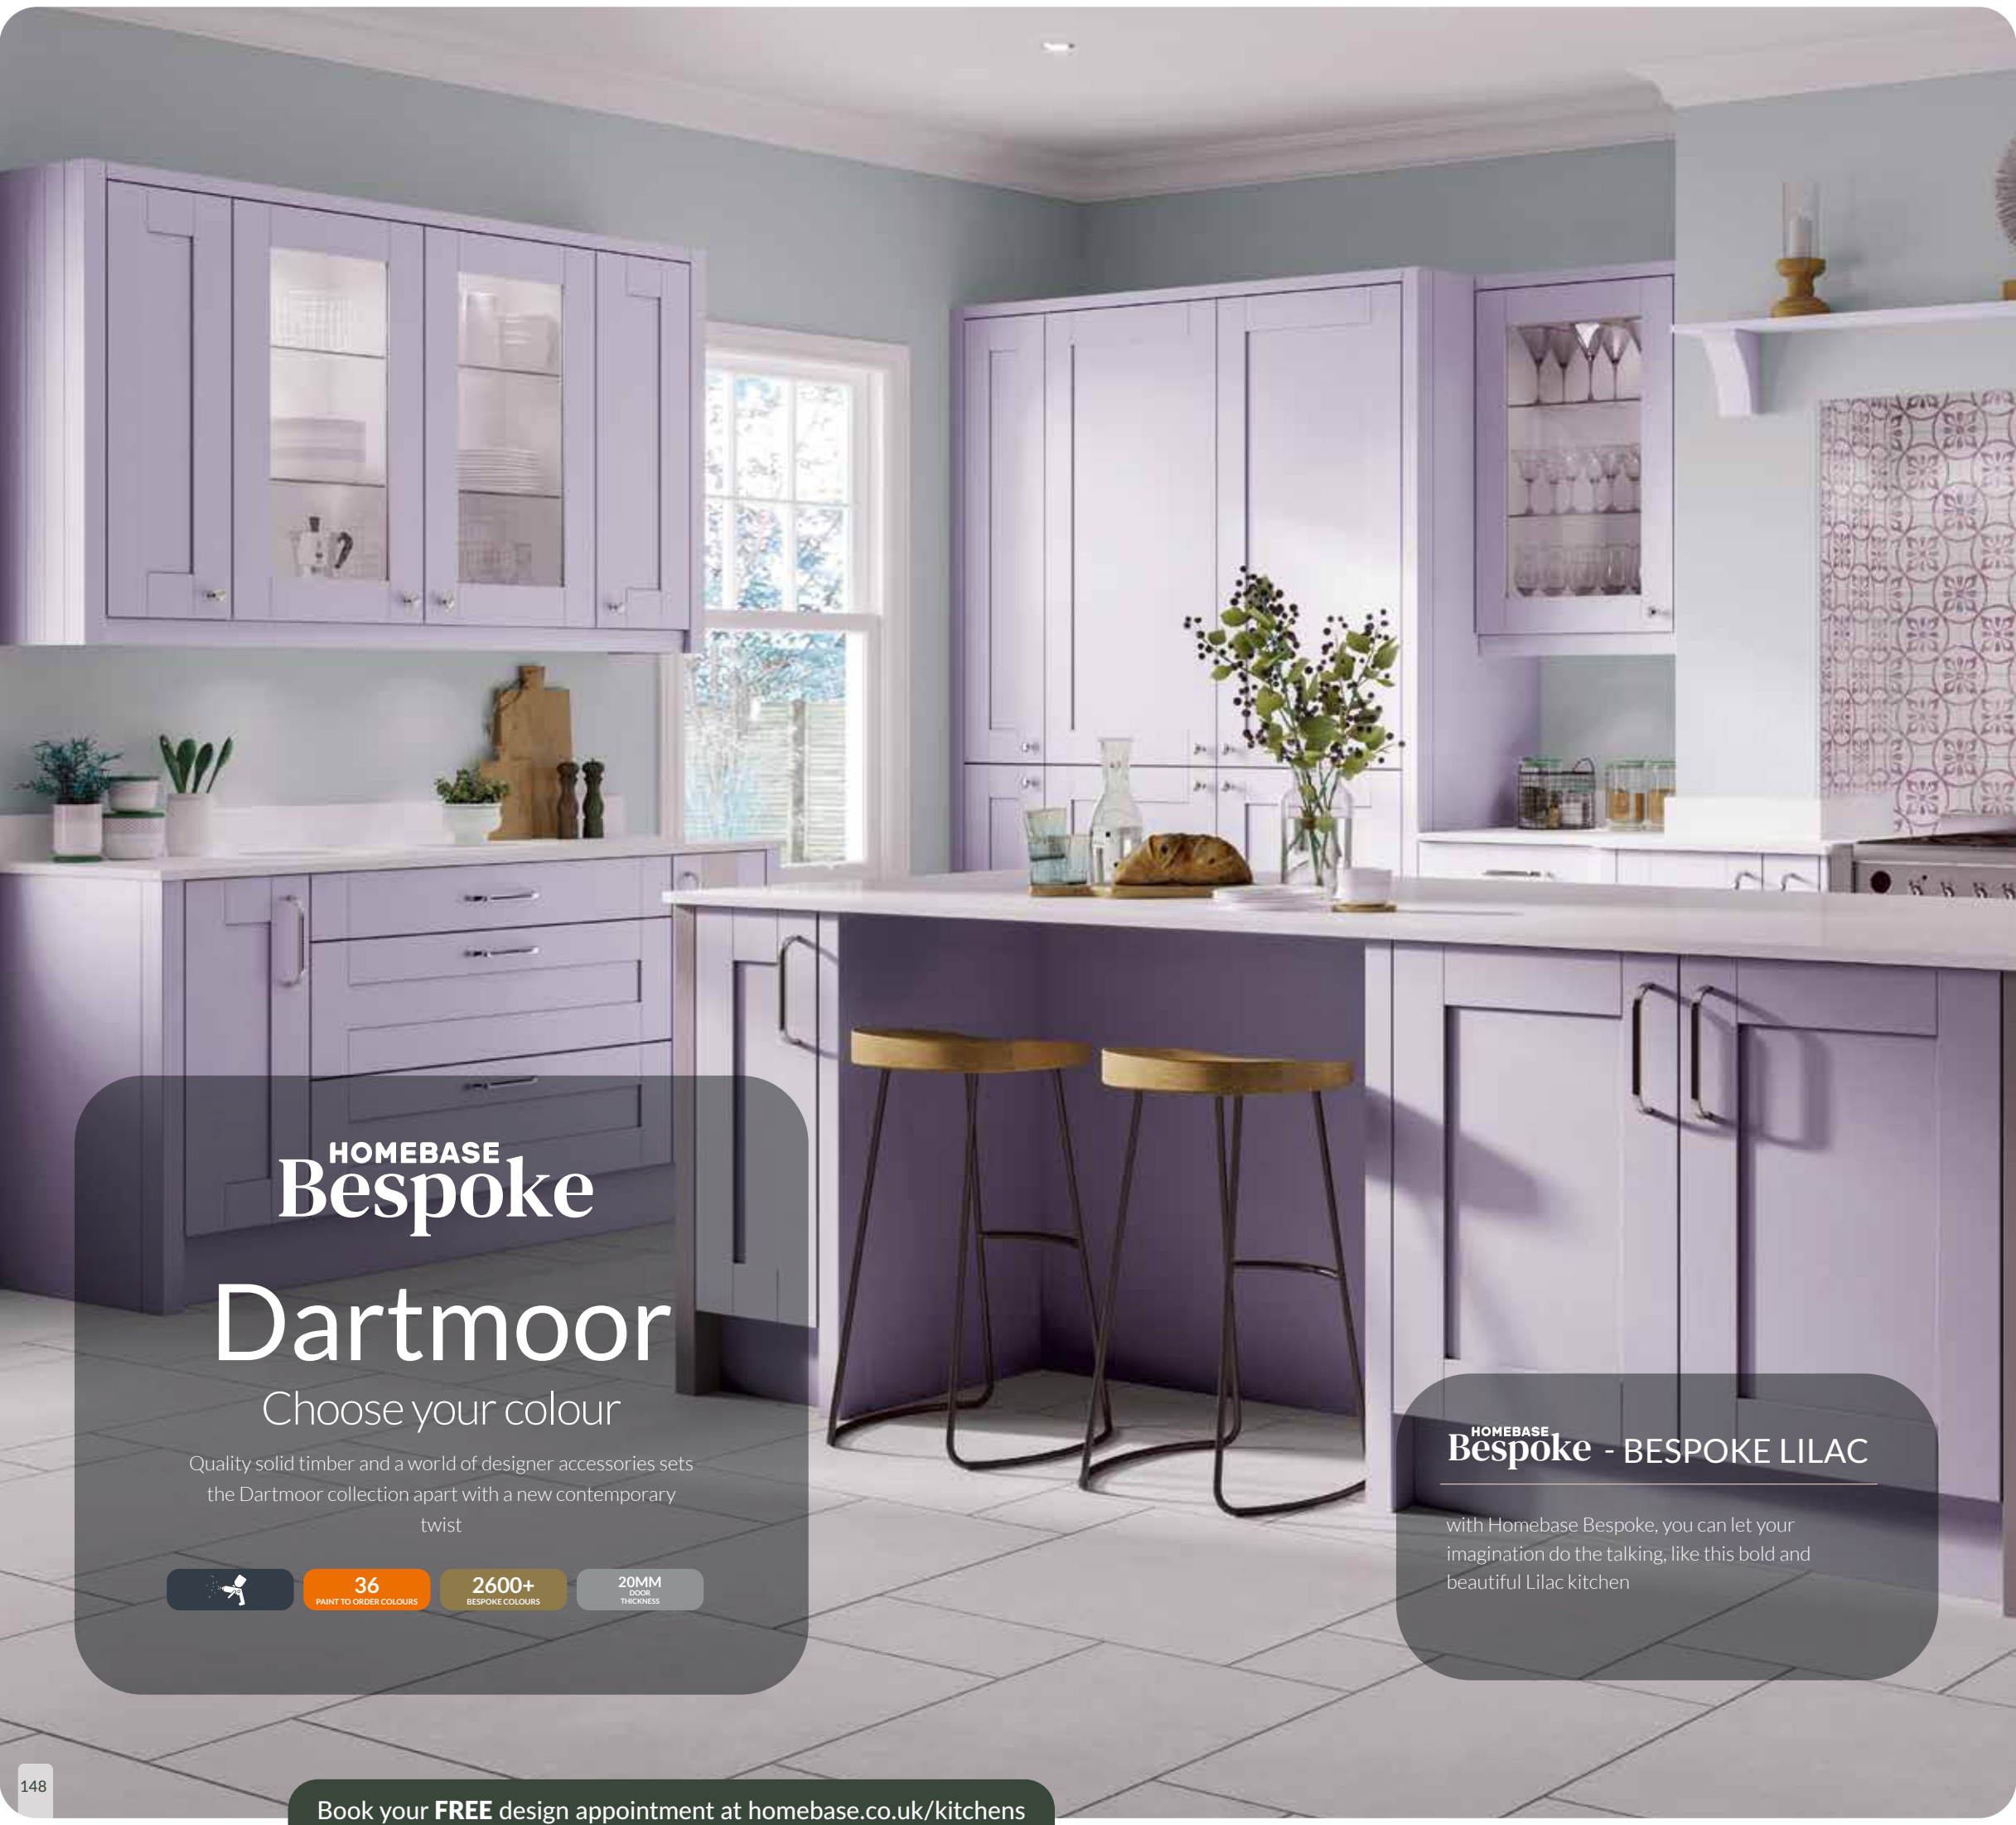 HOMEBASE
Bespoke
Dartmoor
Choose your colour
Quality solid timber and a world of designer accessories sets
the Dartmoor collection apart with a new contemporary
twist
36
PAINT TO ORDER COLOURS
2600+
BESPOKE COLOURS
20MM
DOOR
THICKNESS
HOMEBASE
Bespoke - BESPOKE LILAC
with Homebase Bespoke, you can let your
imagination do the talking, like this bold and
beautiful Lilac kitchen
148
Book your FREE design appointment at homebase.co.uk/kitchens